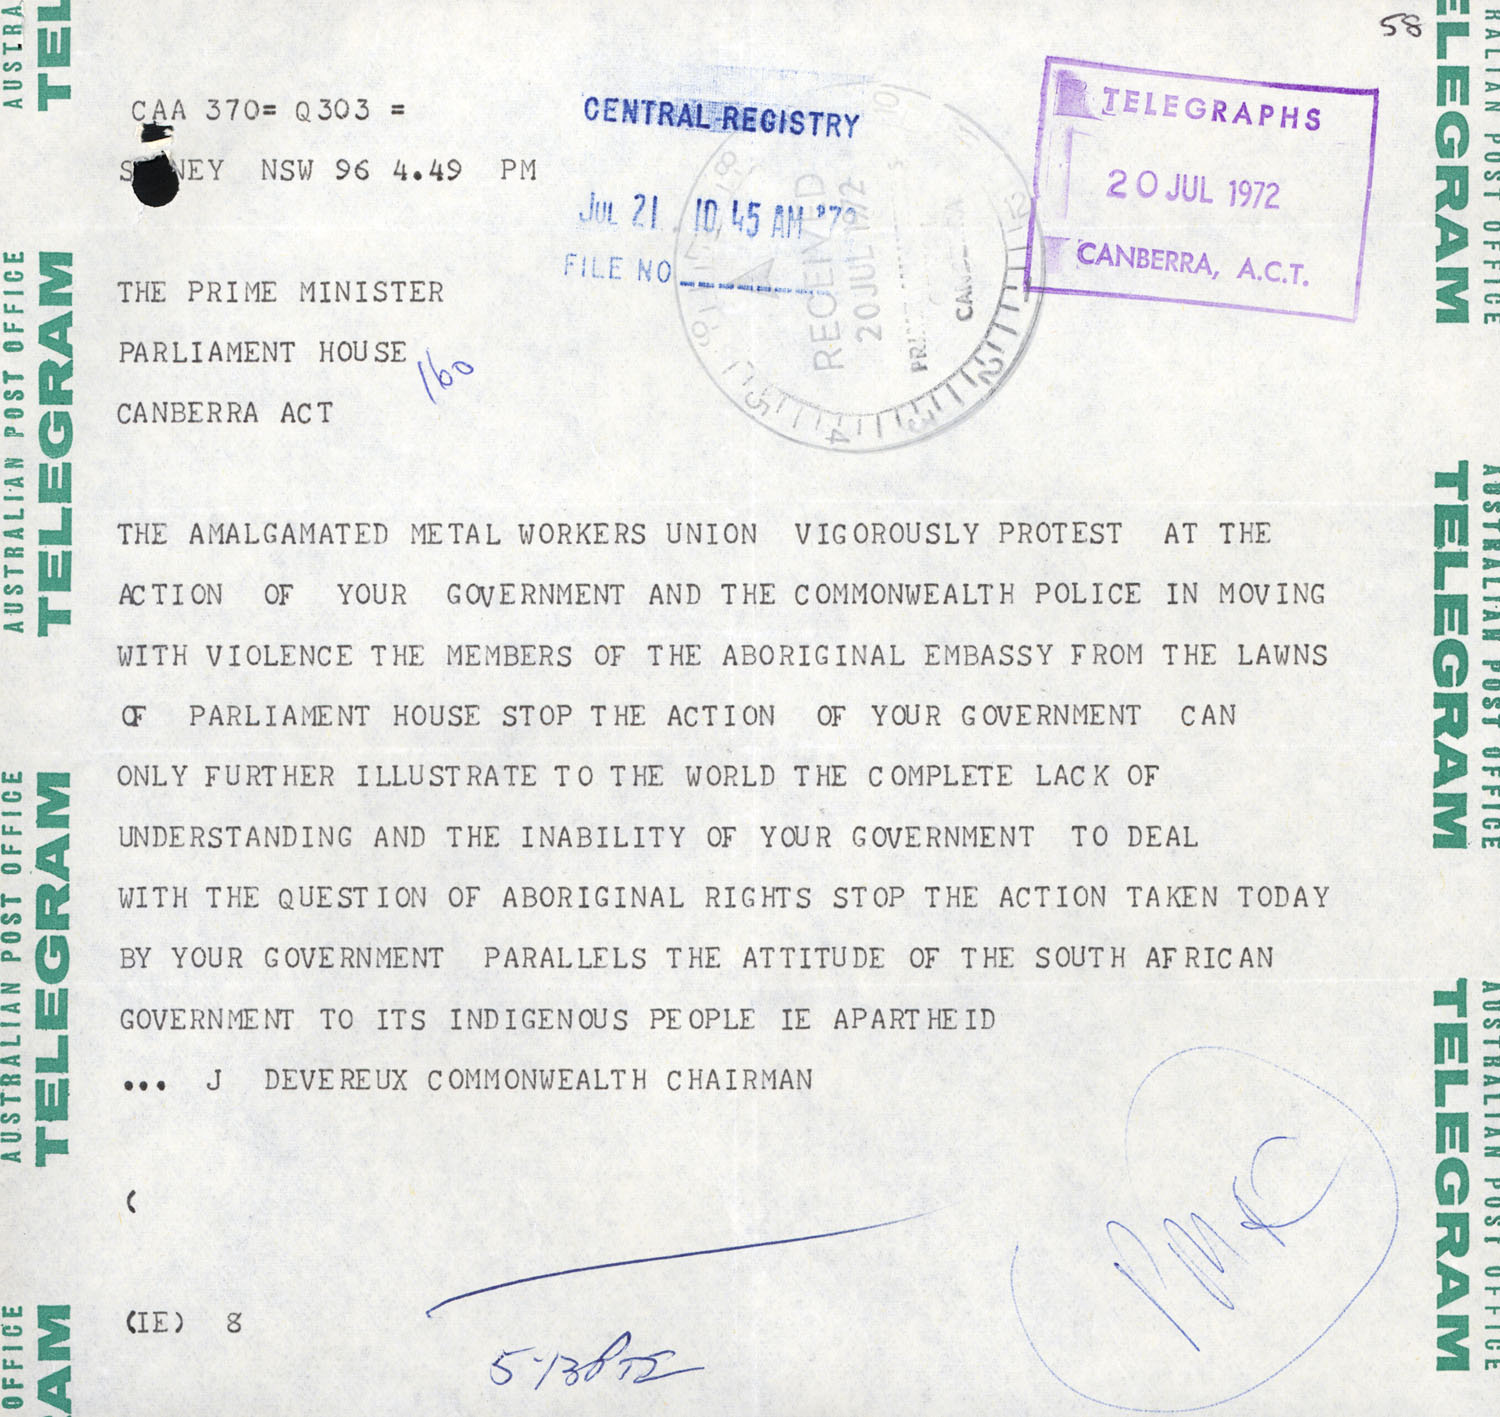 58
CAA 370= Q303 =
CENTRAL REGISTRY
TELEGRAPHS
20 JUL 1972
CANBERRA, A.C.T.
NEY NSW 96 4.49 PM
JUL 21 10 45 AM '72
FILE NO
RECEIVED
20 JUL 1972
THE PRIME MINISTER
PARLIAMENT HOUSE
160
CANBERRA ACT
THE AMALGAMATED METAL WORKERS UNION VIGOROUSLY PROTEST AT THE
ACTION OF YOUR GOVERNMENT AND THE COMMONWEALTH POLICE IN MOVING
WITH VIOLENCE THE MEMBERS OF THE ABORIGINAL EMBASSY FROM THE LAWNS
OF PARLIAMENT HOUSE STOP THE ACTION OF YOUR GOVERNMENT CAN
ONLY FURTHER ILLUSTRATE TO THE WORLD THE COMPLETE LACK OF
UNDERSTANDING AND THE INABILITY OF YOUR GOVERNMENT TO DEAL
WITH THE QUESTION OF ABORIGINAL RIGHTS STOP THE ACTION TAKEN TODAY
BY YOUR GOVERNMENT PARALLELS THE ATTITUDE OF THE SOUTH AFRICAN
GOVERNMENT TO ITS INDIGENOUS PEOPLE IE APARTHEID
... J DEVEREUX COMMONWEALTH CHAIRMAN
(
(IE) 8
AUSTRALIAN POST OFFICE
TELEGRAM
AUSTRALIAN POST OFFICE
TELEGRAM
AUSTRALIAN POST OFFICE
TELEGRAM
AUSTRALIAN POST OFFICE
TELEGRAM